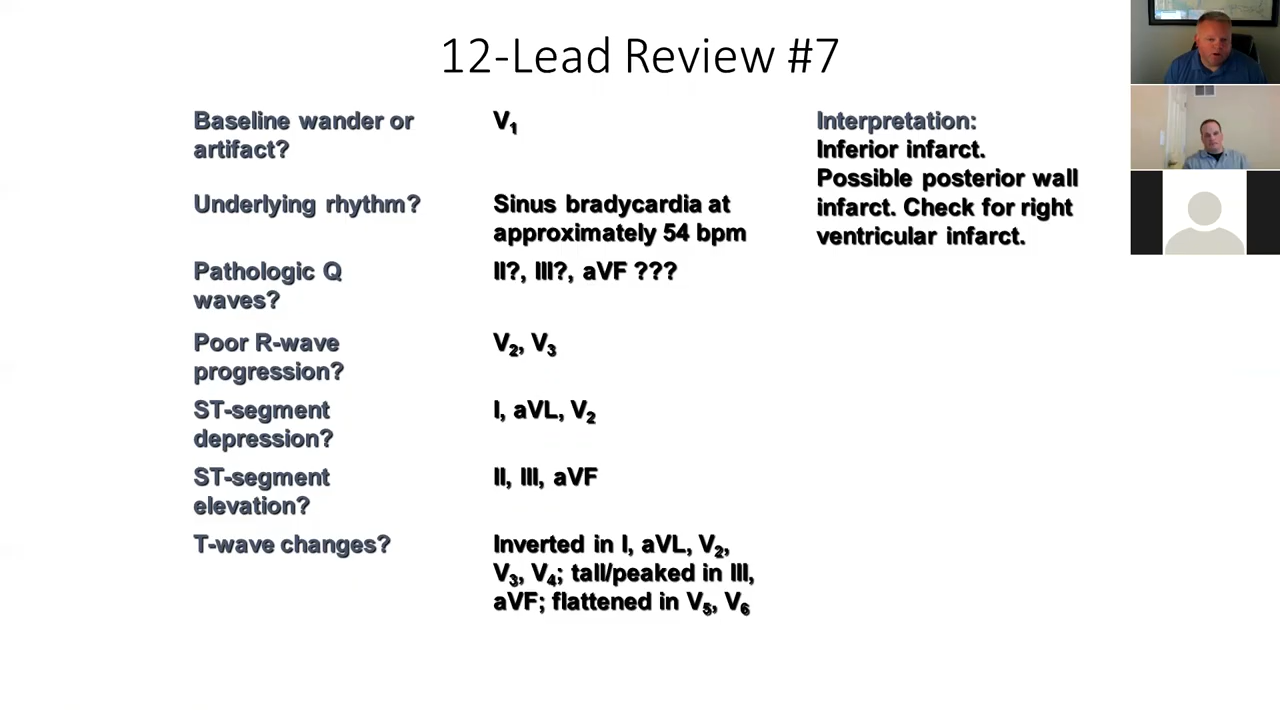 12-Lead Review #7
Baseline wander or
artifact?
V1
Underlying rhythm?
Sinus bradycardia at
approximately 54 bpm
Pathologic Q
waves?
II?, III?, aVF ???
Poor R-wave
progression?
V2, V3
ST-segment
depression?
I, aVL, V2
ST-segment
elevation?
II, III, aVF
T-wave changes?
Inverted in I, aVL, V2,
V3, V4; tall/peaked in III,
aVF; flattened in V5, V6
Interpretation:
Inferior infarct.
Possible posterior wall
infarct. Check for right
ventricular infarct.